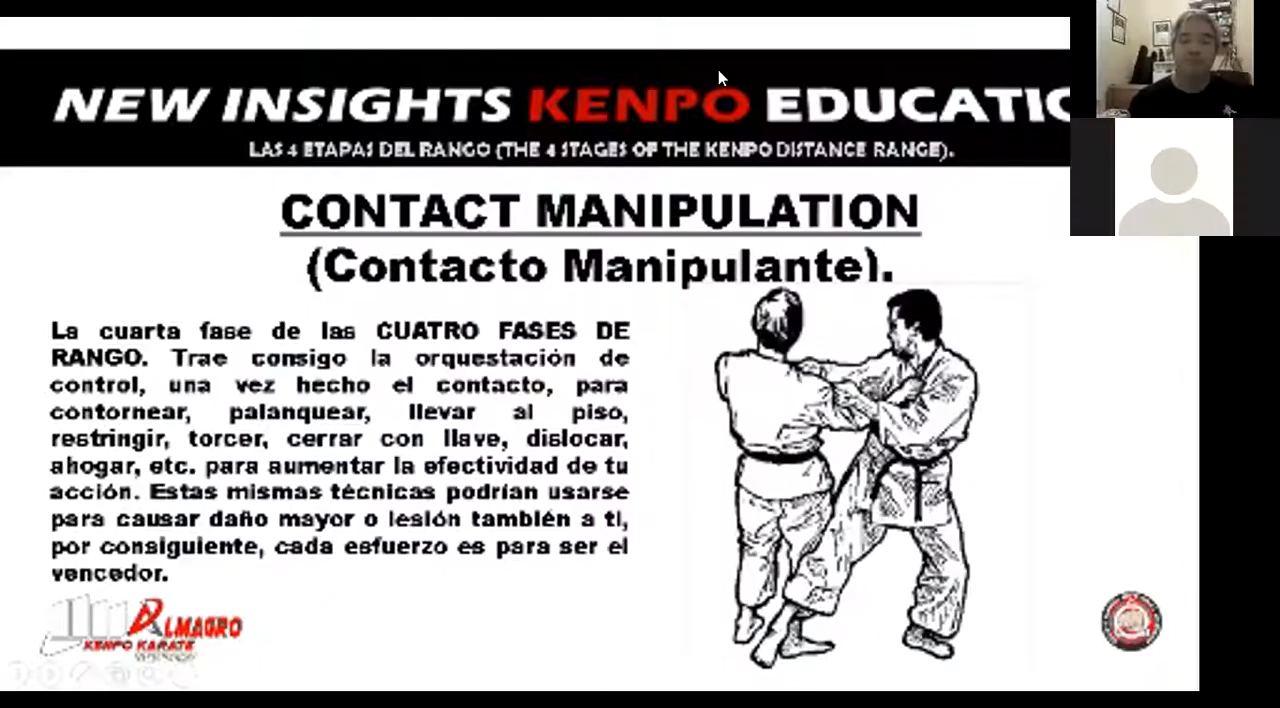 NEW INSIGHTS KENPO EDUCATIO
LAS 4 ETAPAS DEL RANGO (THE 4 STAGES OF THE KENPO DISTANCE RANGE).
CONTACT MANIPULATION
(Contacto Manipulante).
La cuarta fase de las CUATRO FASES DE
RANGO. Trae consigo la orquestación de
control, una vez hecho el contacto, para
contornear, palanquear, llevar al piso,
restringir, torcer, cerrar con llave, dislocar,
ahogar, etc. para aumentar la efectividad de tu
acción. Estas mismas técnicas podrían usarse
para causar daño mayor o lesión también a ti,
por consiguiente, cada esfuerzo es para ser el
vencedor.
ALMAGRO
KENPO KARATE